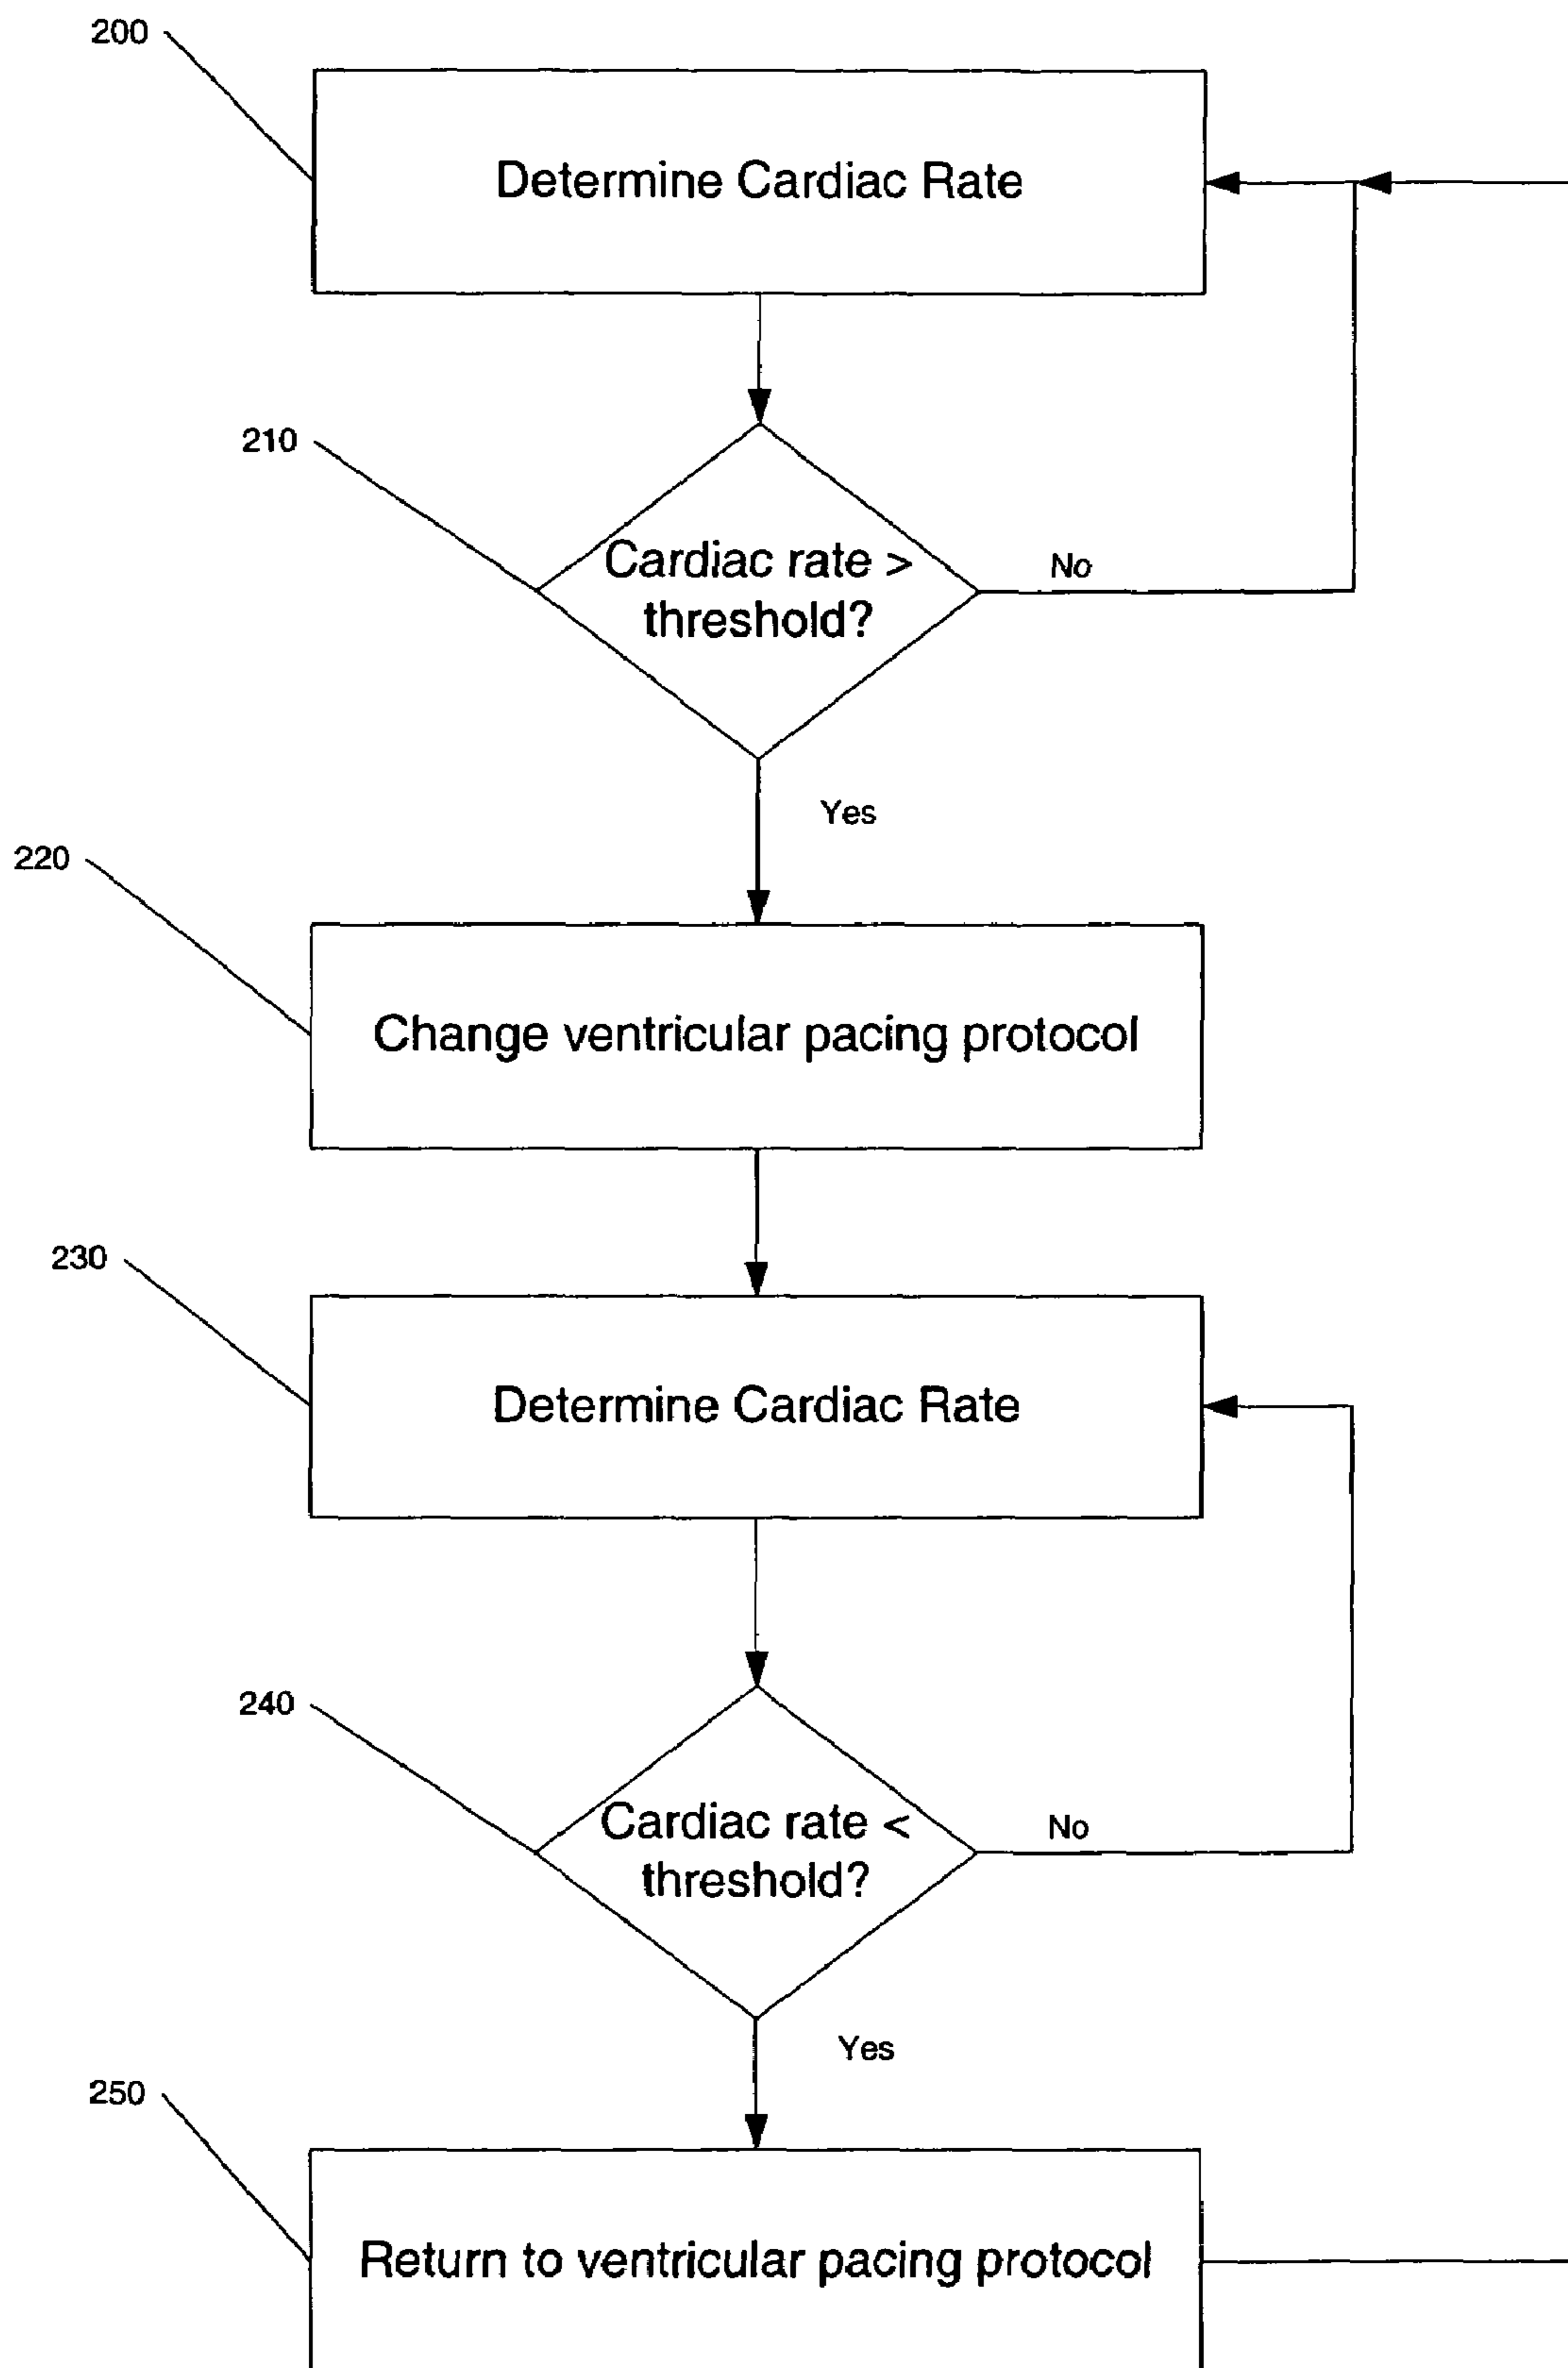 200
Determine Cardiac Rate
210
Cardiac rate >
threshold?
No
Yes
220
Change ventricular pacing protocol
230
Determine Cardiac Rate
240
Cardiac rate <
threshold?
No
Yes
250
Return to ventricular pacing protocol